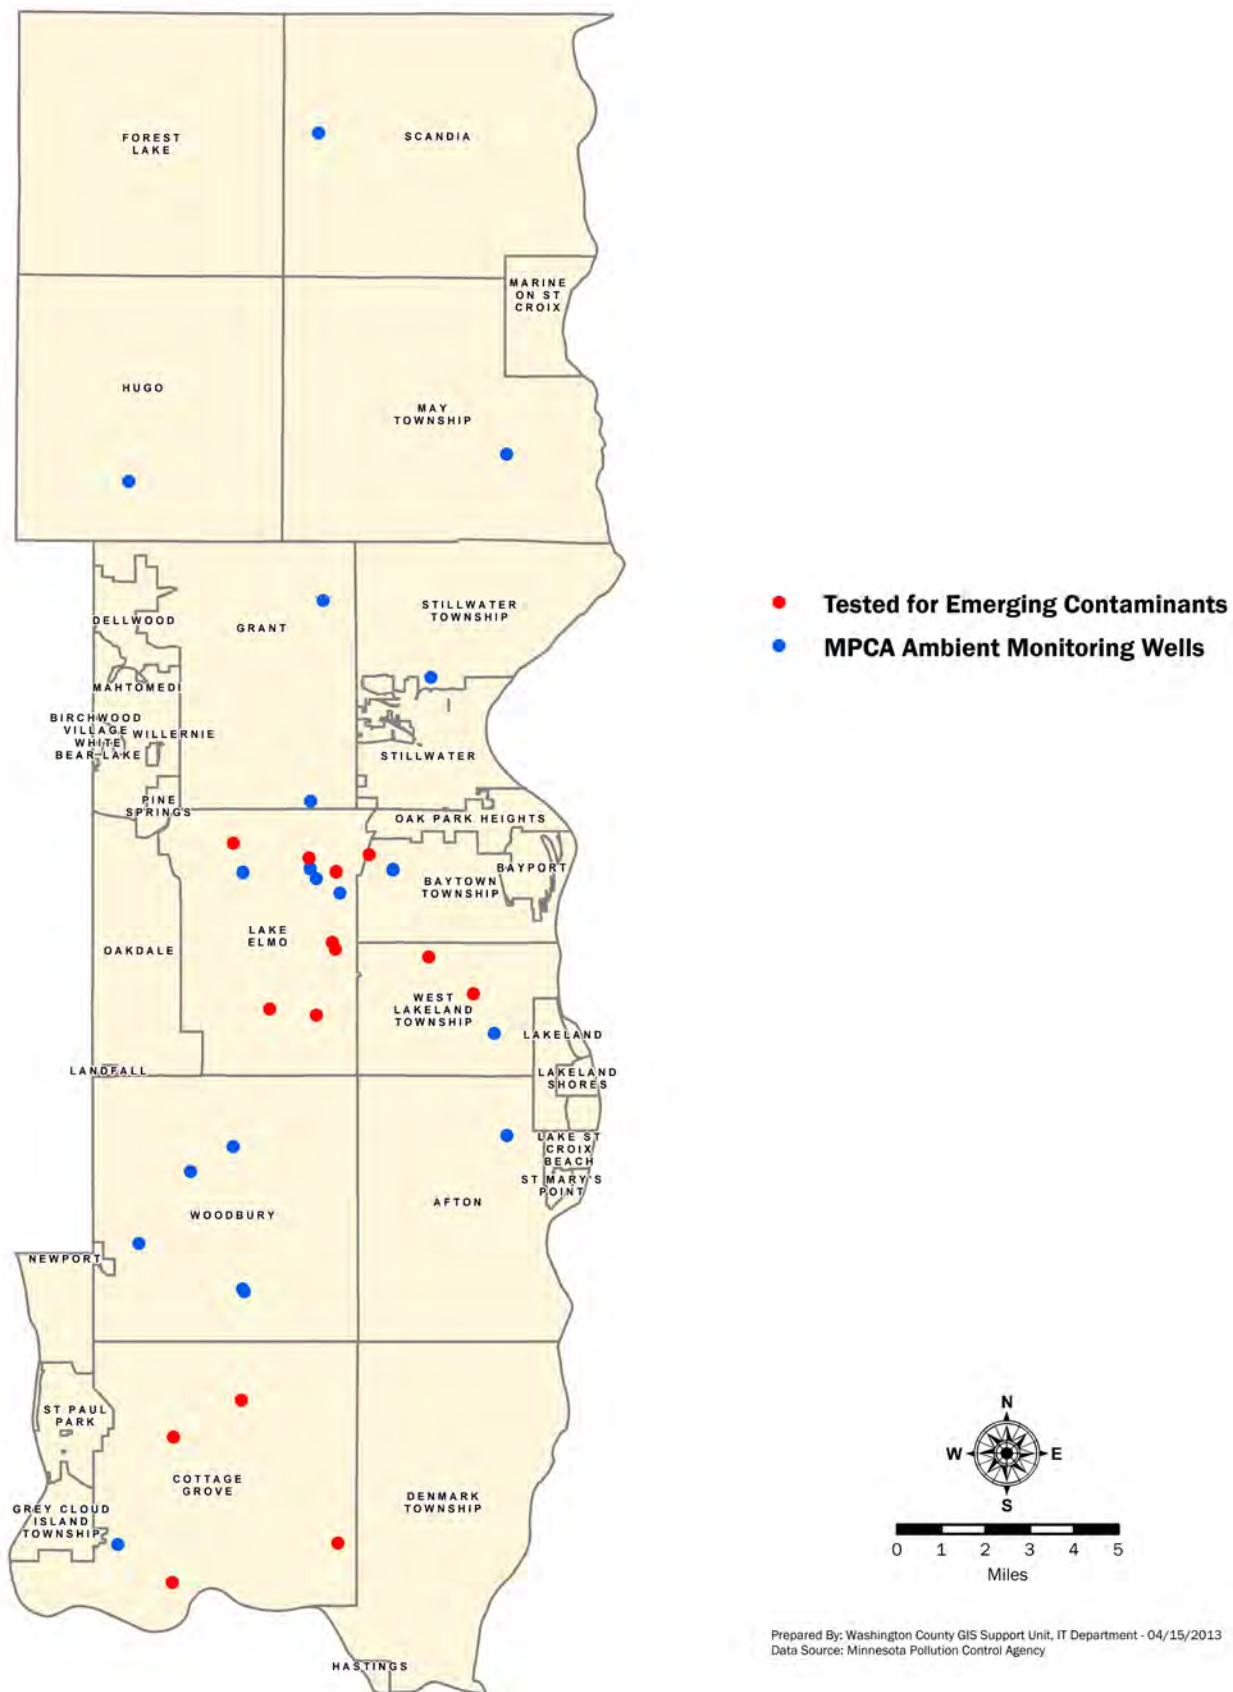 FOREST
LAKE
SCANDIA
MARINE
ON ST
CROIX
HUGO
MAY
TOWNSHIP
STILLWATER
TOWNSHIP
DELLWOOD
GRANT
MAHTOMEDI
BIRCHWOOD
VILLAGE
WHITE
BEAR LAKE
WILLERNIE
STILLWATER
PINE
SPRINGS
OAK PARK HEIGHTS
BAYPORT
BAYTOWN
TOWNSHIP
LAKE
ELMO
OAKDALE
WEST
LAKELAND
TOWNSHIP
LAKELAND
LANDFALL
LAKELAND
SHORES
LAKE ST
CROIX
BEACH
ST MARY'S
POINT
AFTON
WOODBURY
NEWPORT
ST PAUL
PARK
COTTAGE
GROVE
DENMARK
TOWNSHIP
GREY CLOUD
ISLAND
TOWNSHIP
HASTINGS
Tested for Emerging Contaminants
MPCA Ambient Monitoring Wells
N
W E
S
0 1 2 3 4 5
Miles
Prepared By: Washington County GIS Support Unit, IT Department - 04/15/2013
Data Source: Minnesota Pollution Control Agency